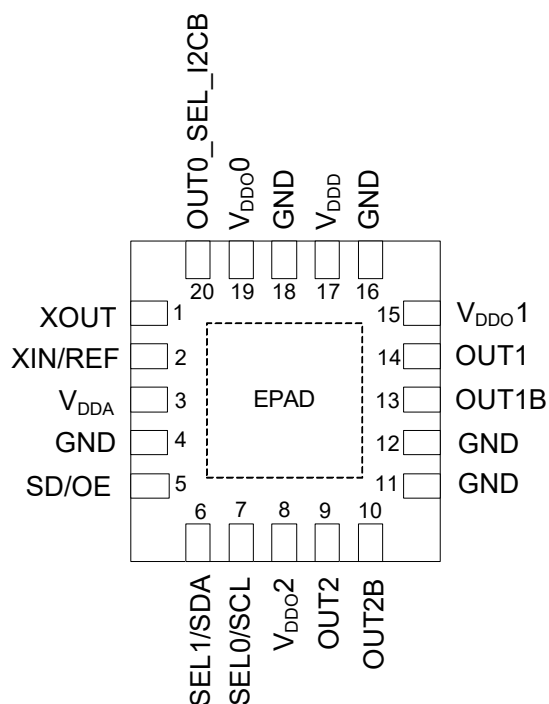 OUT0_SEL_I2CB
VDDO0
GND
VDDD
GND
20
19
18
17
16
XOUT
1
XIN/REF
2
VDDA
3
GND
4
SD/OE
5
EPAD
15
VDDO1
14
OUT1
13
OUT1B
12
GND
11
GND
6
7
8
9
10
SEL1/SDA
SEL0/SCL
VDDO2
OUT2
OUT2B